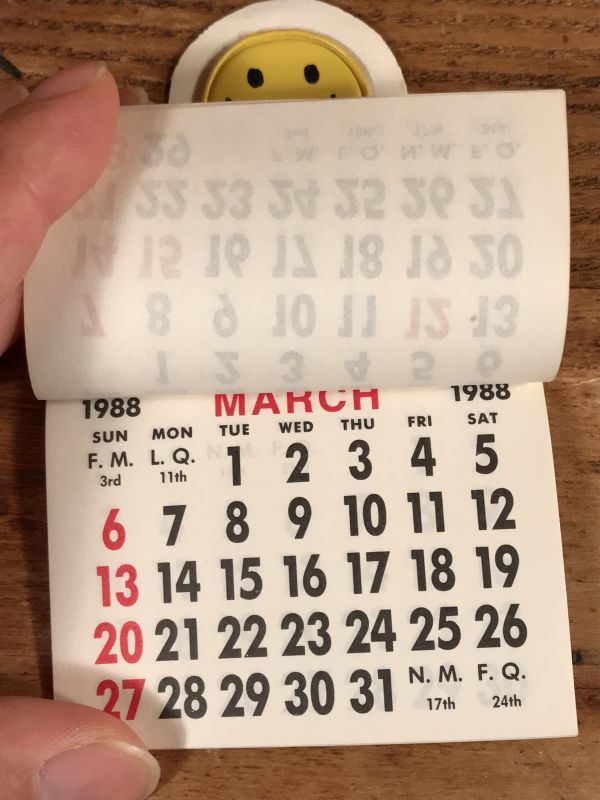 1988 MARCH 1988
SUN MON TUE WED THU FRI SAT
F. M. L. Q. 1 2 3 4 5
3rd 11th
6 7 8 9 10 11 12
13 14 15 16 17 18 19
20 21 22 23 24 25 26
27 28 29 30 31 N. M. F. Q.
17th 24th